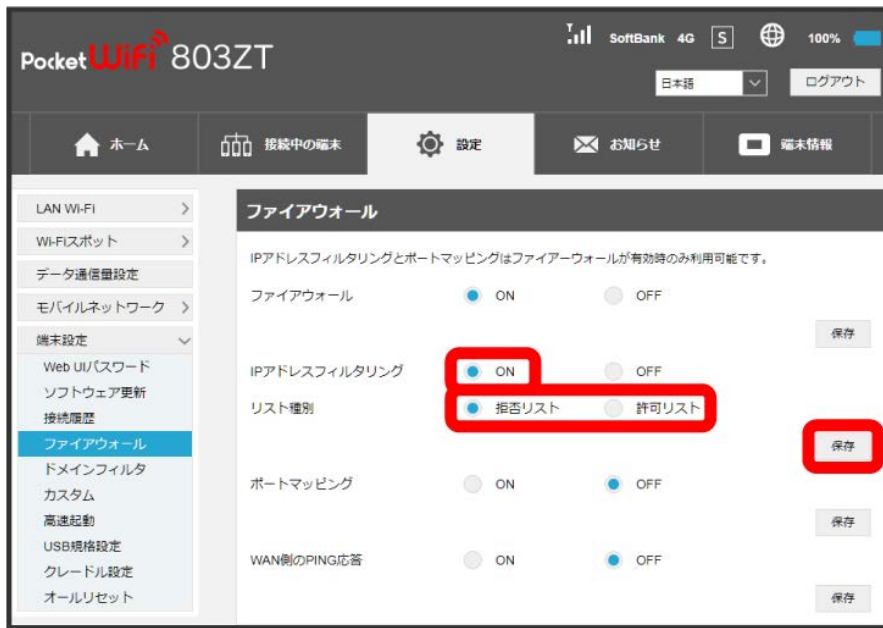 Pocket WiFi 803ZT
SoftBank 4G S 100%
日本語 ログアウト
ホーム 接続中の端末 設定 お知らせ 端末情報
LAN Wi-Fi
Wi-Fiスポット
データ通信量設定
モバイルネットワーク
端末設定
Web UIパスワード
ソフトウェア更新
接続履歴
ファイアウォール
ドメインフィルタ
カスタム
高速起動
USB規格設定
クレードル設定
オールリセット
ファイアウォール
IPアドレスフィルタリングとポートマッピングはファイアーウォールが有効時のみ利用可能です。
ファイアウォール ON OFF
保存
IPアドレスフィルタリング ON OFF
リスト種別 拒否リスト 許可リスト
保存
ポートマッピング ON OFF
保存
WAN側のPING応答 ON OFF
保存